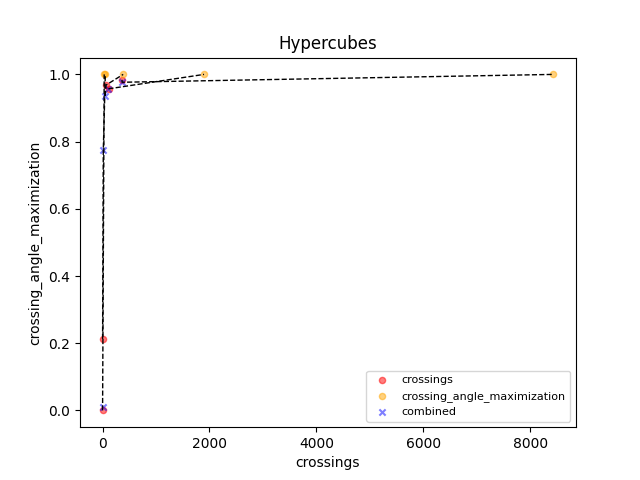 Hypercubes
1.0
0.8
0.6
0.4
0.2
0.0
crossing_angle_maximization
crossings
crossing_angle_maximization
combined
0
2000
4000
6000
8000
crossings